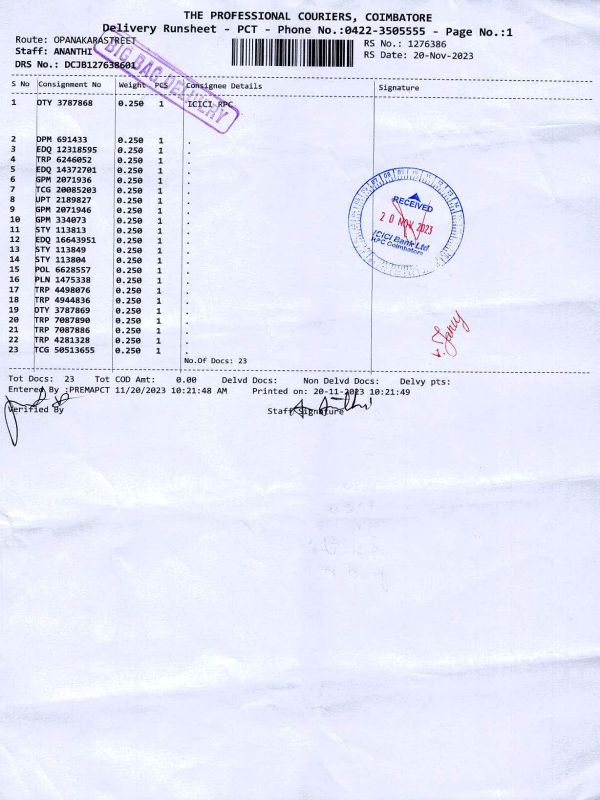 THE PROFESSIONAL COURIERS, COIMBATORE
Delivery Runsheet - PCT - Phone No.:0422-3505555 - Page No.:1
Route: OPANAKARASTREET
RS No.: 1276386
Staff: ANANTHI
RS Date: 20-Nov-2023
DRS No.: DCJB127638601
BIG BAG DELIVERY
S No Consignment No Weight PCS Consignee Details Signature
1 DTY 3787868 0.250 1 ICICI RPC
2 DPM 691433 0.250 1 .
3 EDQ 12318595 0.250 1 .
4 TRP 6246052 0.250 1 .
5 EDQ 14372701 0.250 1 .
6 GPM 2071936 0.250 1 .
7 TCG 20085203 0.250 1 .
8 UPT 2189827 0.250 1 .
9 GPM 2071946 0.250 1 .
10 GPM 334073 0.250 1 .
11 STY 113813 0.250 1 .
12 EDQ 16643951 0.250 1 .
13 STY 113849 0.250 1 .
14 STY 113804 0.250 1 .
15 POL 6628557 0.250 1 .
16 PLN 1475338 0.250 1 .
17 TRP 4498076 0.250 1 .
18 TRP 4944836 0.250 1 .
19 DTY 3787869 0.250 1 .
20 TRP 7087890 0.250 1 .
21 TRP 7087886 0.250 1 .
22 TRP 4281328 0.250 1 .
23 TCG 50513655 0.250 1 .
No.Of Docs: 23
RECEIVED
20 NOV 2023
ICICI Bank Ltd
RPC Coimbatore
Tot Docs: 23 Tot COD Amt: 0.00 Delvd Docs: Non Delvd Docs: Delvy pts:
Entered By :PREMAPCT 11/20/2023 10:21:48 AM Printed on: 20-11-2023 10:21:49
Verified By Staff Signature